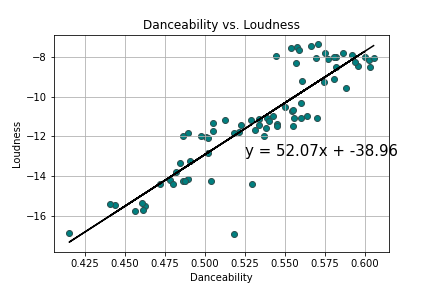 Danceability vs. Loudness
Loudness
−8
−10
−12
−14
−16
y = 52.07x + -38.96
0.425 0.450 0.475 0.500 0.525 0.550 0.575 0.600
Danceability